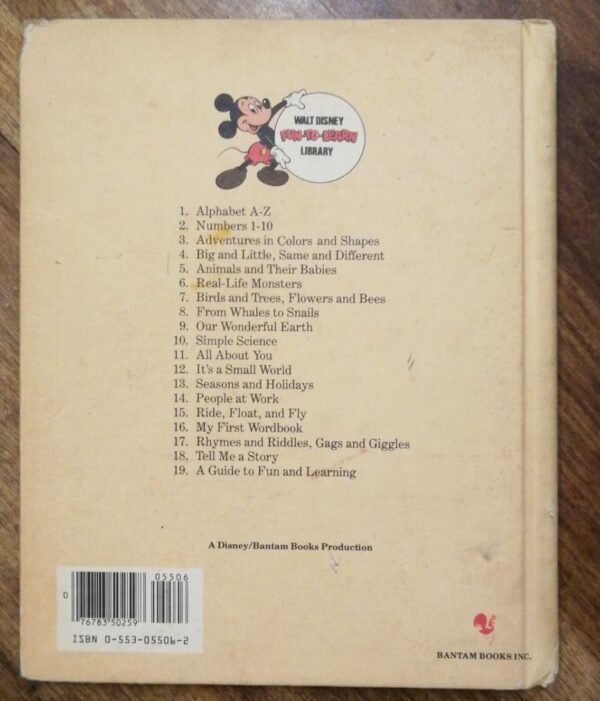 WALT DISNEY
FUN-TO-LEARN
LIBRARY
1. Alphabet A-Z
2. Numbers 1-10
3. Adventures in Colors and Shapes
4. Big and Little, Same and Different
5. Animals and Their Babies
6. Real-Life Monsters
7. Birds and Trees, Flowers and Bees
8. From Whales to Snails
9. Our Wonderful Earth
10. Simple Science
11. All About You
12. It's a Small World
13. Seasons and Holidays
14. People at Work
15. Ride, Float, and Fly
16. My First Wordbook
17. Rhymes and Riddles, Gags and Giggles
18. Tell Me a Story
19. A Guide to Fun and Learning
A Disney/Bantam Books Production
05506
0 76783 50259
ISBN 0-553-05506-2
BANTAM BOOKS INC.